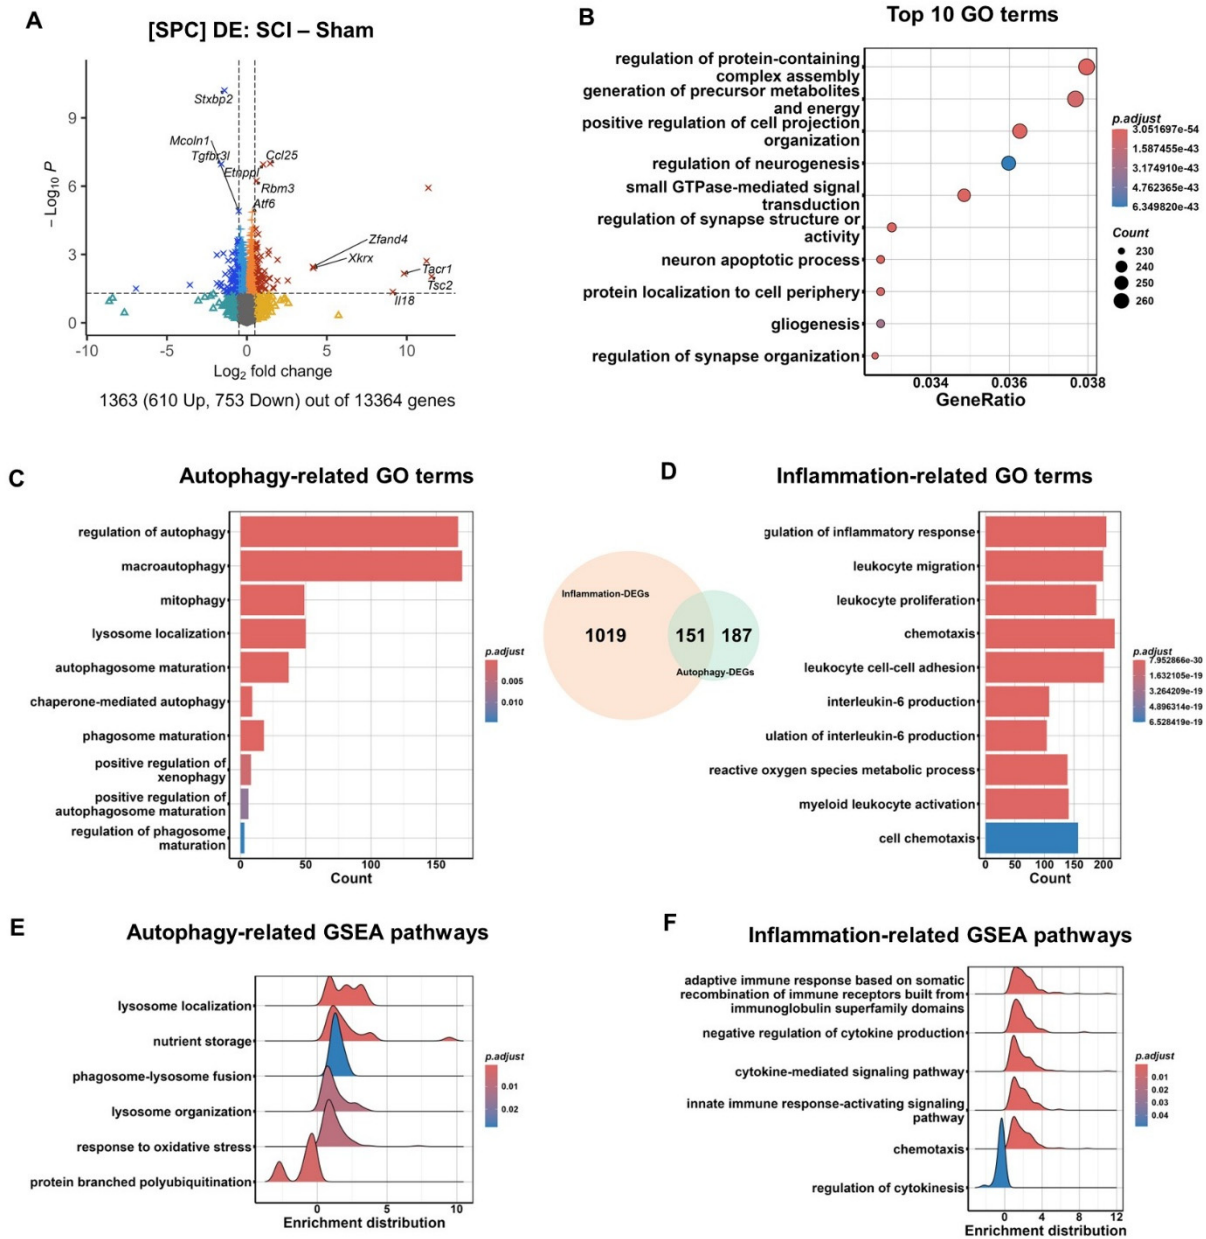 A
[SPC] DE: SCI – Sham
Stxbp2
Mcoln1
Tgfbr3l
Etnppl
Ccl25
Rbm3
Atf6
Zfand4
Xkrx
Tacr1
Tsc2
Il18
– Log10 P
9
6
3
0
-10
-5
0
5
10
Log2 fold change
1363 (610 Up, 753 Down) out of 13364 genes
B
Top 10 GO terms
regulation of protein-containing
complex assembly
generation of precursor metabolites
and energy
positive regulation of cell projection
organization
regulation of neurogenesis
small GTPase-mediated signal
transduction
regulation of synapse structure or
activity
neuron apoptotic process
protein localization to cell periphery
gliogenesis
regulation of synapse organization
0.034
0.036
0.038
GeneRatio
p.adjust
3.051697e-54
1.587455e-43
3.174910e-43
4.762365e-43
6.349820e-43
Count
230
240
250
260
C
Autophagy-related GO terms
regulation of autophagy
macroautophagy
mitophagy
lysosome localization
autophagosome maturation
chaperone-mediated autophagy
phagosome maturation
positive regulation of
xenophagy
positive regulation of
autophagosome maturation
regulation of phagosome
maturation
0
50
100
150
Count
p.adjust
0.005
0.010
Inflammation-DEGs
1019
151
187
Autophagy-DEGs
D
Inflammation-related GO terms
gulation of inflammatory response
leukocyte migration
leukocyte proliferation
chemotaxis
leukocyte cell-cell adhesion
interleukin-6 production
ulation of interleukin-6 production
reactive oxygen species metabolic process
myeloid leukocyte activation
cell chemotaxis
0
50
100
150
200
Count
p.adjust
7.952866e-30
1.632105e-19
3.264209e-19
4.896314e-19
6.528419e-19
E
Autophagy-related GSEA pathways
lysosome localization
nutrient storage
phagosome-lysosome fusion
lysosome organization
response to oxidative stress
protein branched polyubiquitination
0
5
10
Enrichment distribution
p.adjust
0.01
0.02
F
Inflammation-related GSEA pathways
adaptive immune response based on somatic
recombination of immune receptors built from
immunoglobulin superfamily domains
negative regulation of cytokine production
cytokine-mediated signaling pathway
innate immune response-activating signaling
pathway
chemotaxis
regulation of cytokinesis
0
4
8
12
Enrichment distribution
p.adjust
0.01
0.02
0.03
0.04